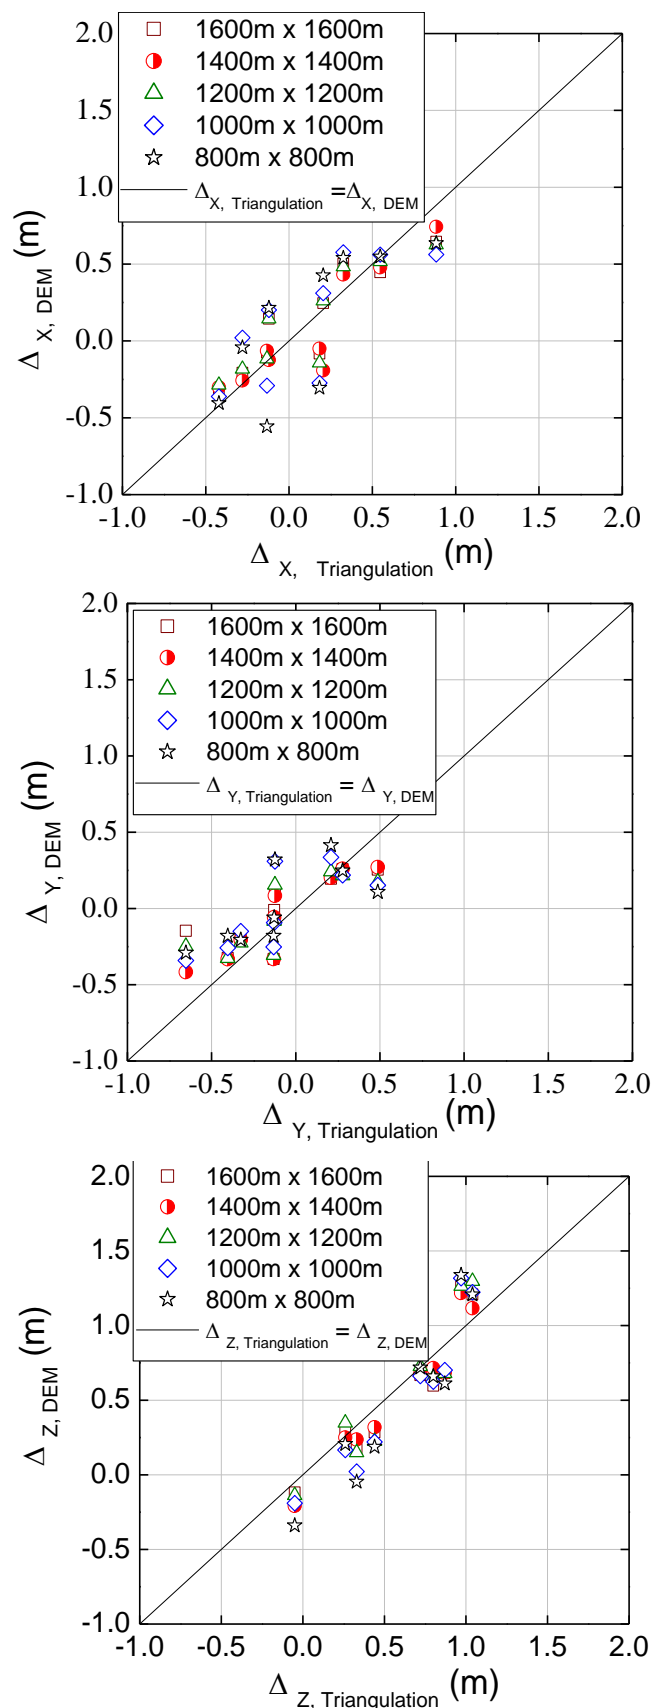 2.0
1600m x 1600m
1400m x 1400m
1.5
1200m x 1200m
1000m x 1000m
1.0
800m x 800m
Δ X, Triangulation =Δ X, DEM
0.5
0.0
-0.5
-1.0
Δ X, DEM (m)
-1.0 -0.5 0.0 0.5 1.0 1.5 2.0
Δ X, Triangulation (m)
2.0
1600m x 1600m
1400m x 1400m
1.5
1200m x 1200m
1000m x 1000m
1.0
800m x 800m
Δ Y, Triangulation = Δ Y, DEM
0.5
0.0
-0.5
-1.0
Δ Y, DEM (m)
-1.0 -0.5 0.0 0.5 1.0 1.5 2.0
Δ Y, Triangulation (m)
2.0
1600m x 1600m
1400m x 1400m
1.5
1200m x 1200m
1000m x 1000m
1.0
800m x 800m
Δ Z, Triangulation = Δ Z, DEM
0.5
0.0
-0.5
-1.0
Δ Z, DEM (m)
-1.0 -0.5 0.0 0.5 1.0 1.5 2.0
Δ Z, Triangulation (m)